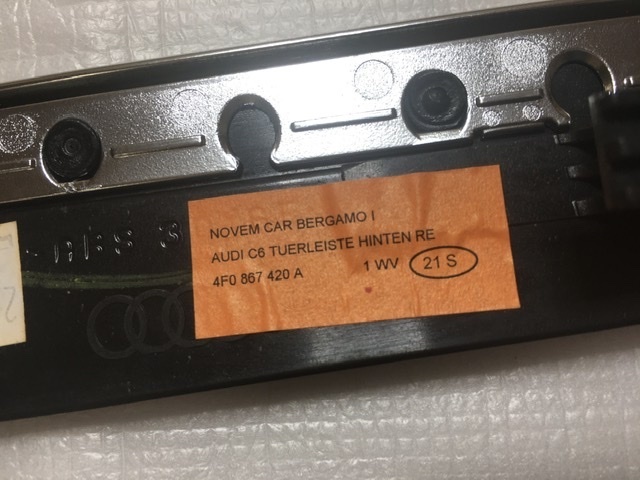 NOVEM CAR BERGAMO I
AUDI C6 TUERLEISTE HINTEN RE
4F0 867 420 A 1 WV 21 S